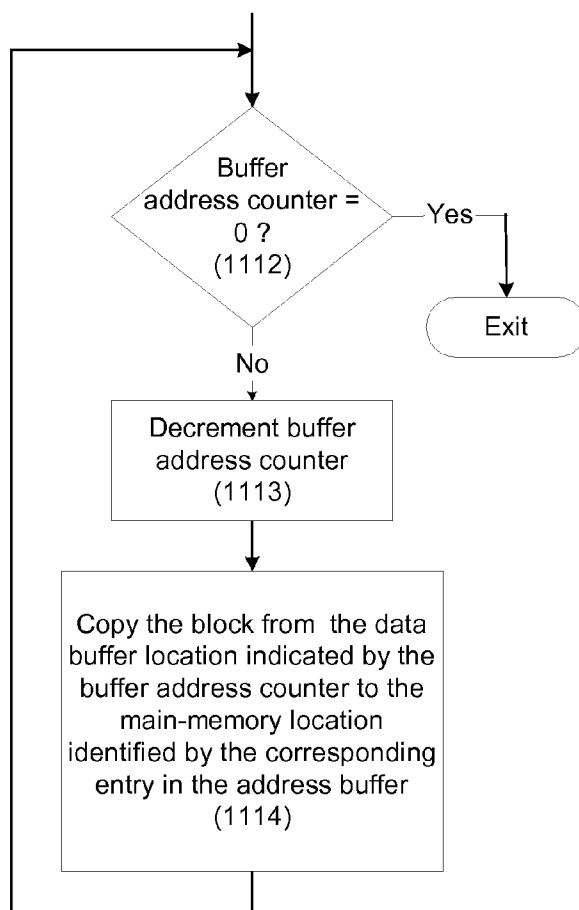 Buffer
address counter =
0 ?
(1112)
Yes
Exit
No
Decrement buffer
address counter
(1113)
Copy the block from the data
buffer location indicated by the
buffer address counter to the
main-memory location
identified by the corresponding
entry in the address buffer
(1114)